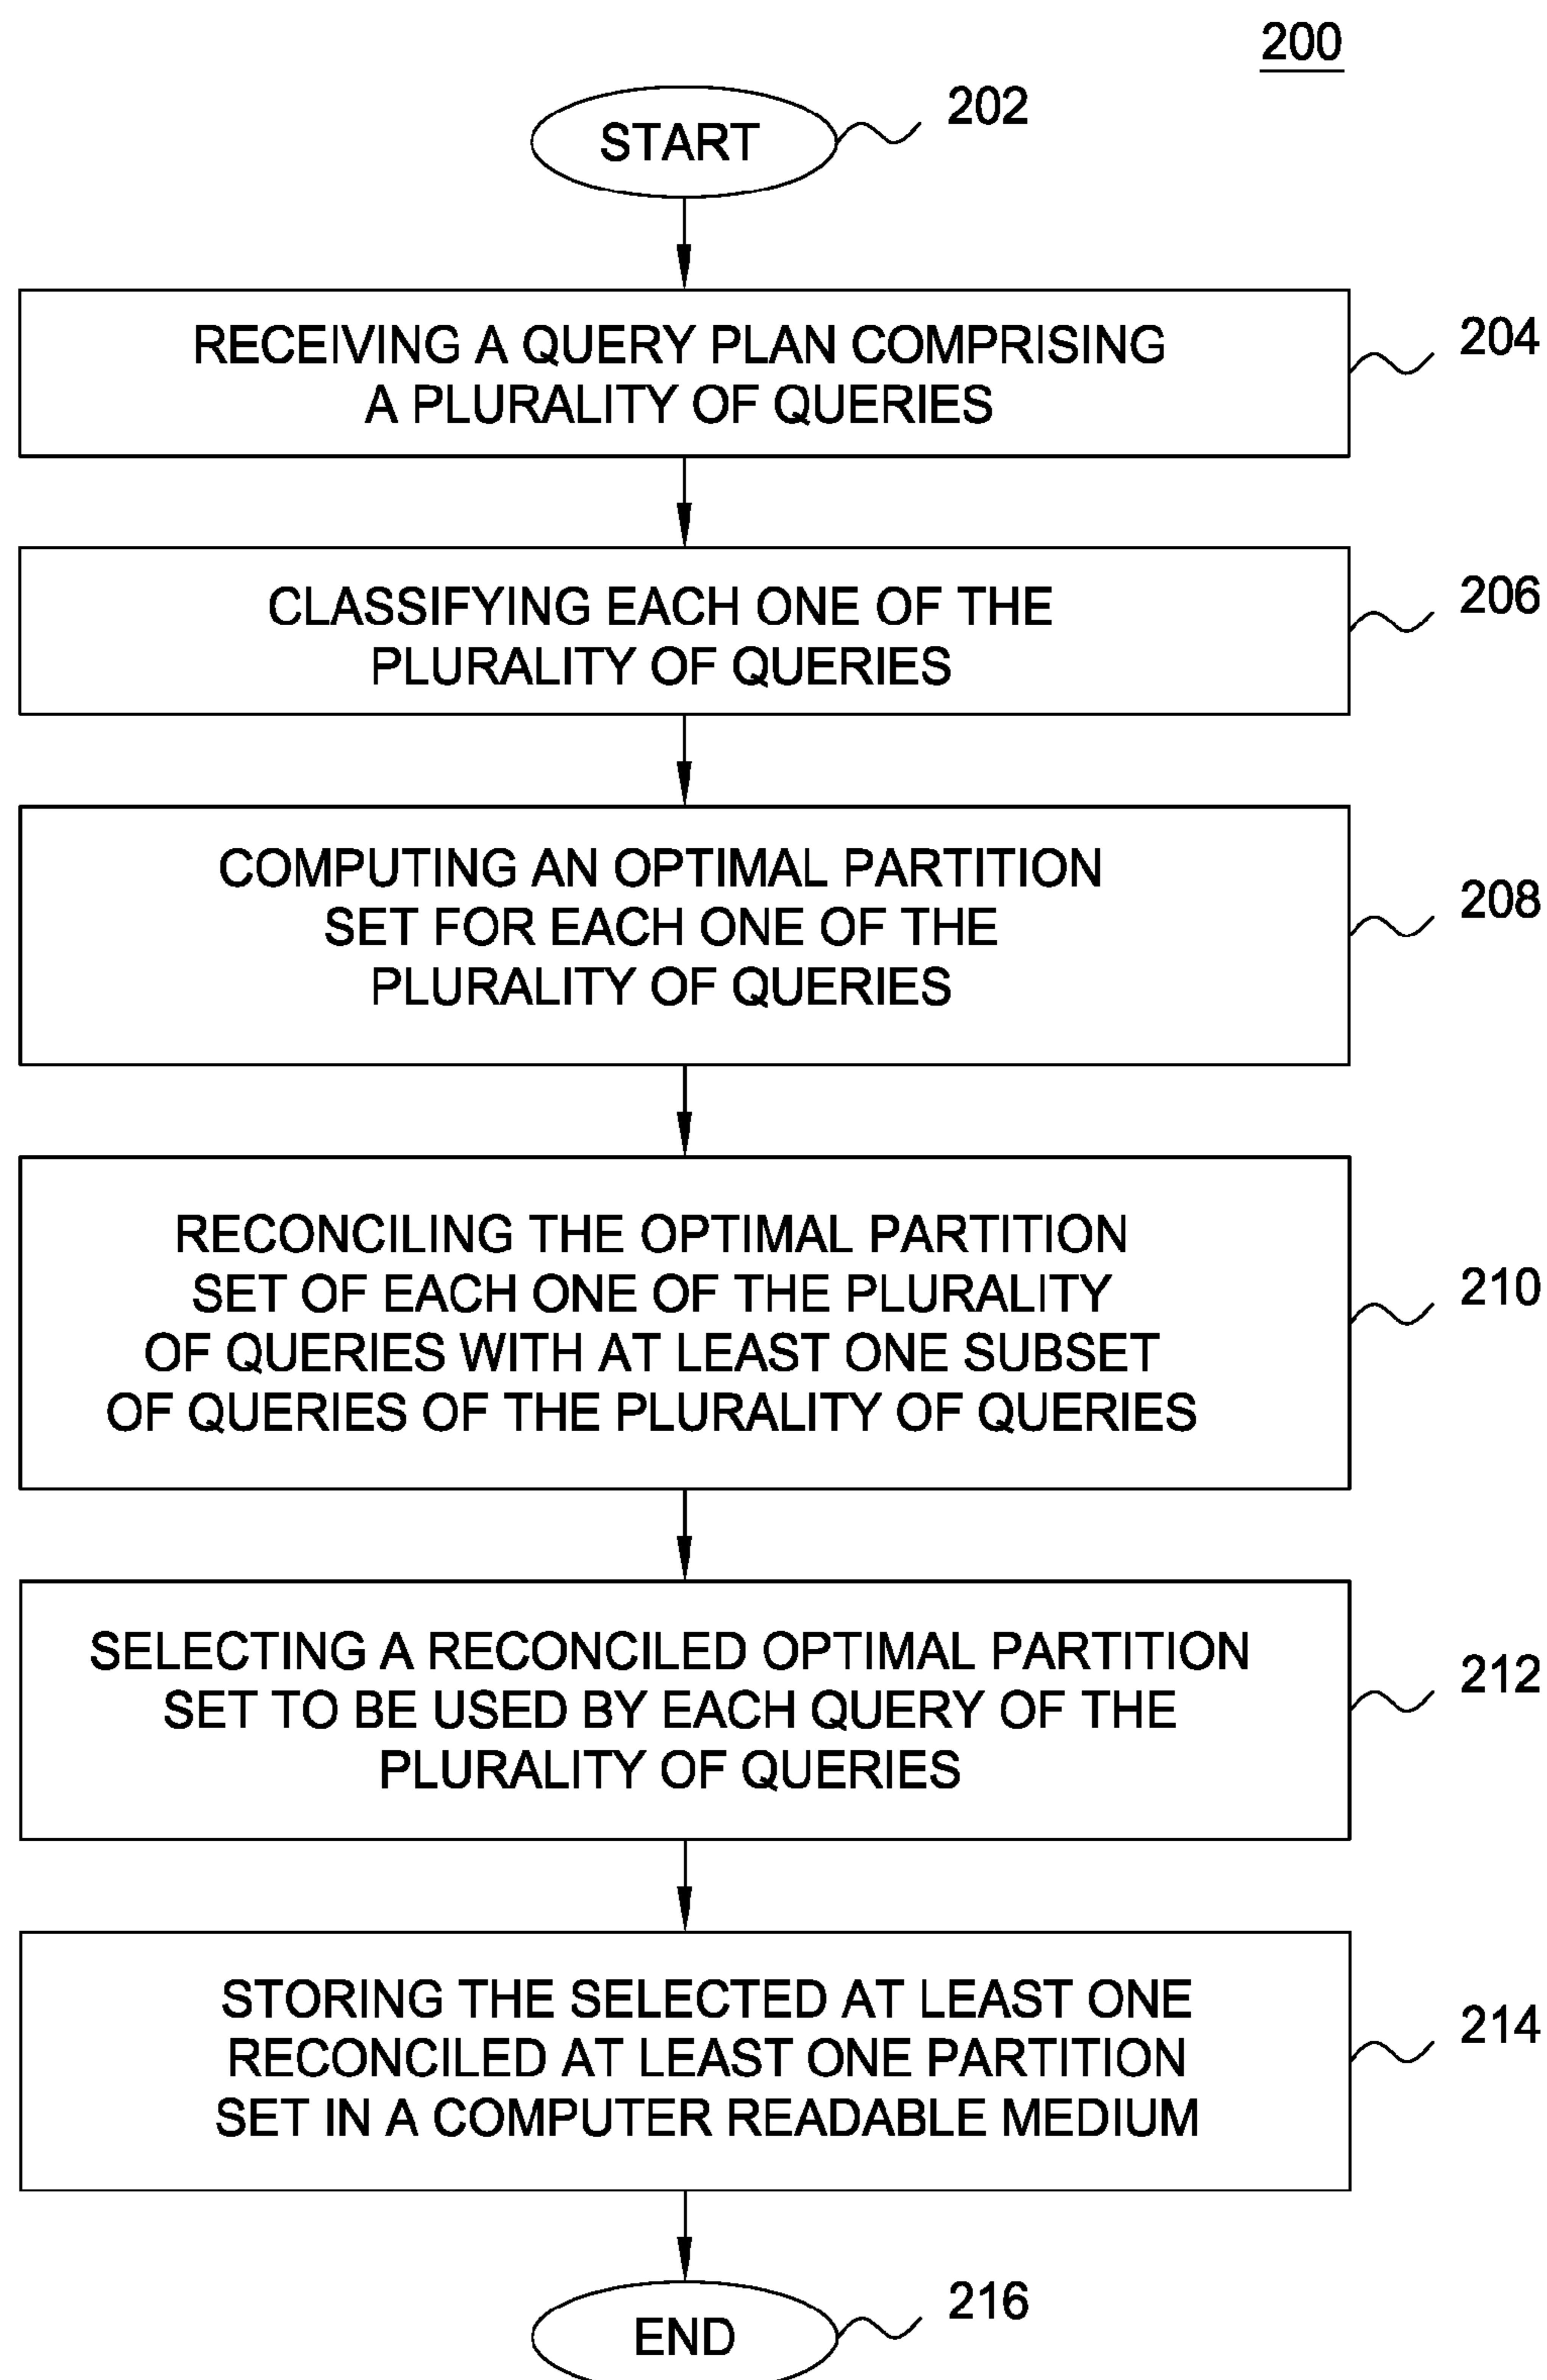 200
START
202
RECEIVING A QUERY PLAN COMPRISING
A PLURALITY OF QUERIES
204
CLASSIFYING EACH ONE OF THE
PLURALITY OF QUERIES
206
COMPUTING AN OPTIMAL PARTITION
SET FOR EACH ONE OF THE
PLURALITY OF QUERIES
208
RECONCILING THE OPTIMAL PARTITION
SET OF EACH ONE OF THE PLURALITY
OF QUERIES WITH AT LEAST ONE SUBSET
OF QUERIES OF THE PLURALITY OF QUERIES
210
SELECTING A RECONCILED OPTIMAL PARTITION
SET TO BE USED BY EACH QUERY OF THE
PLURALITY OF QUERIES
212
STORING THE SELECTED AT LEAST ONE
RECONCILED AT LEAST ONE PARTITION
SET IN A COMPUTER READABLE MEDIUM
214
END
216